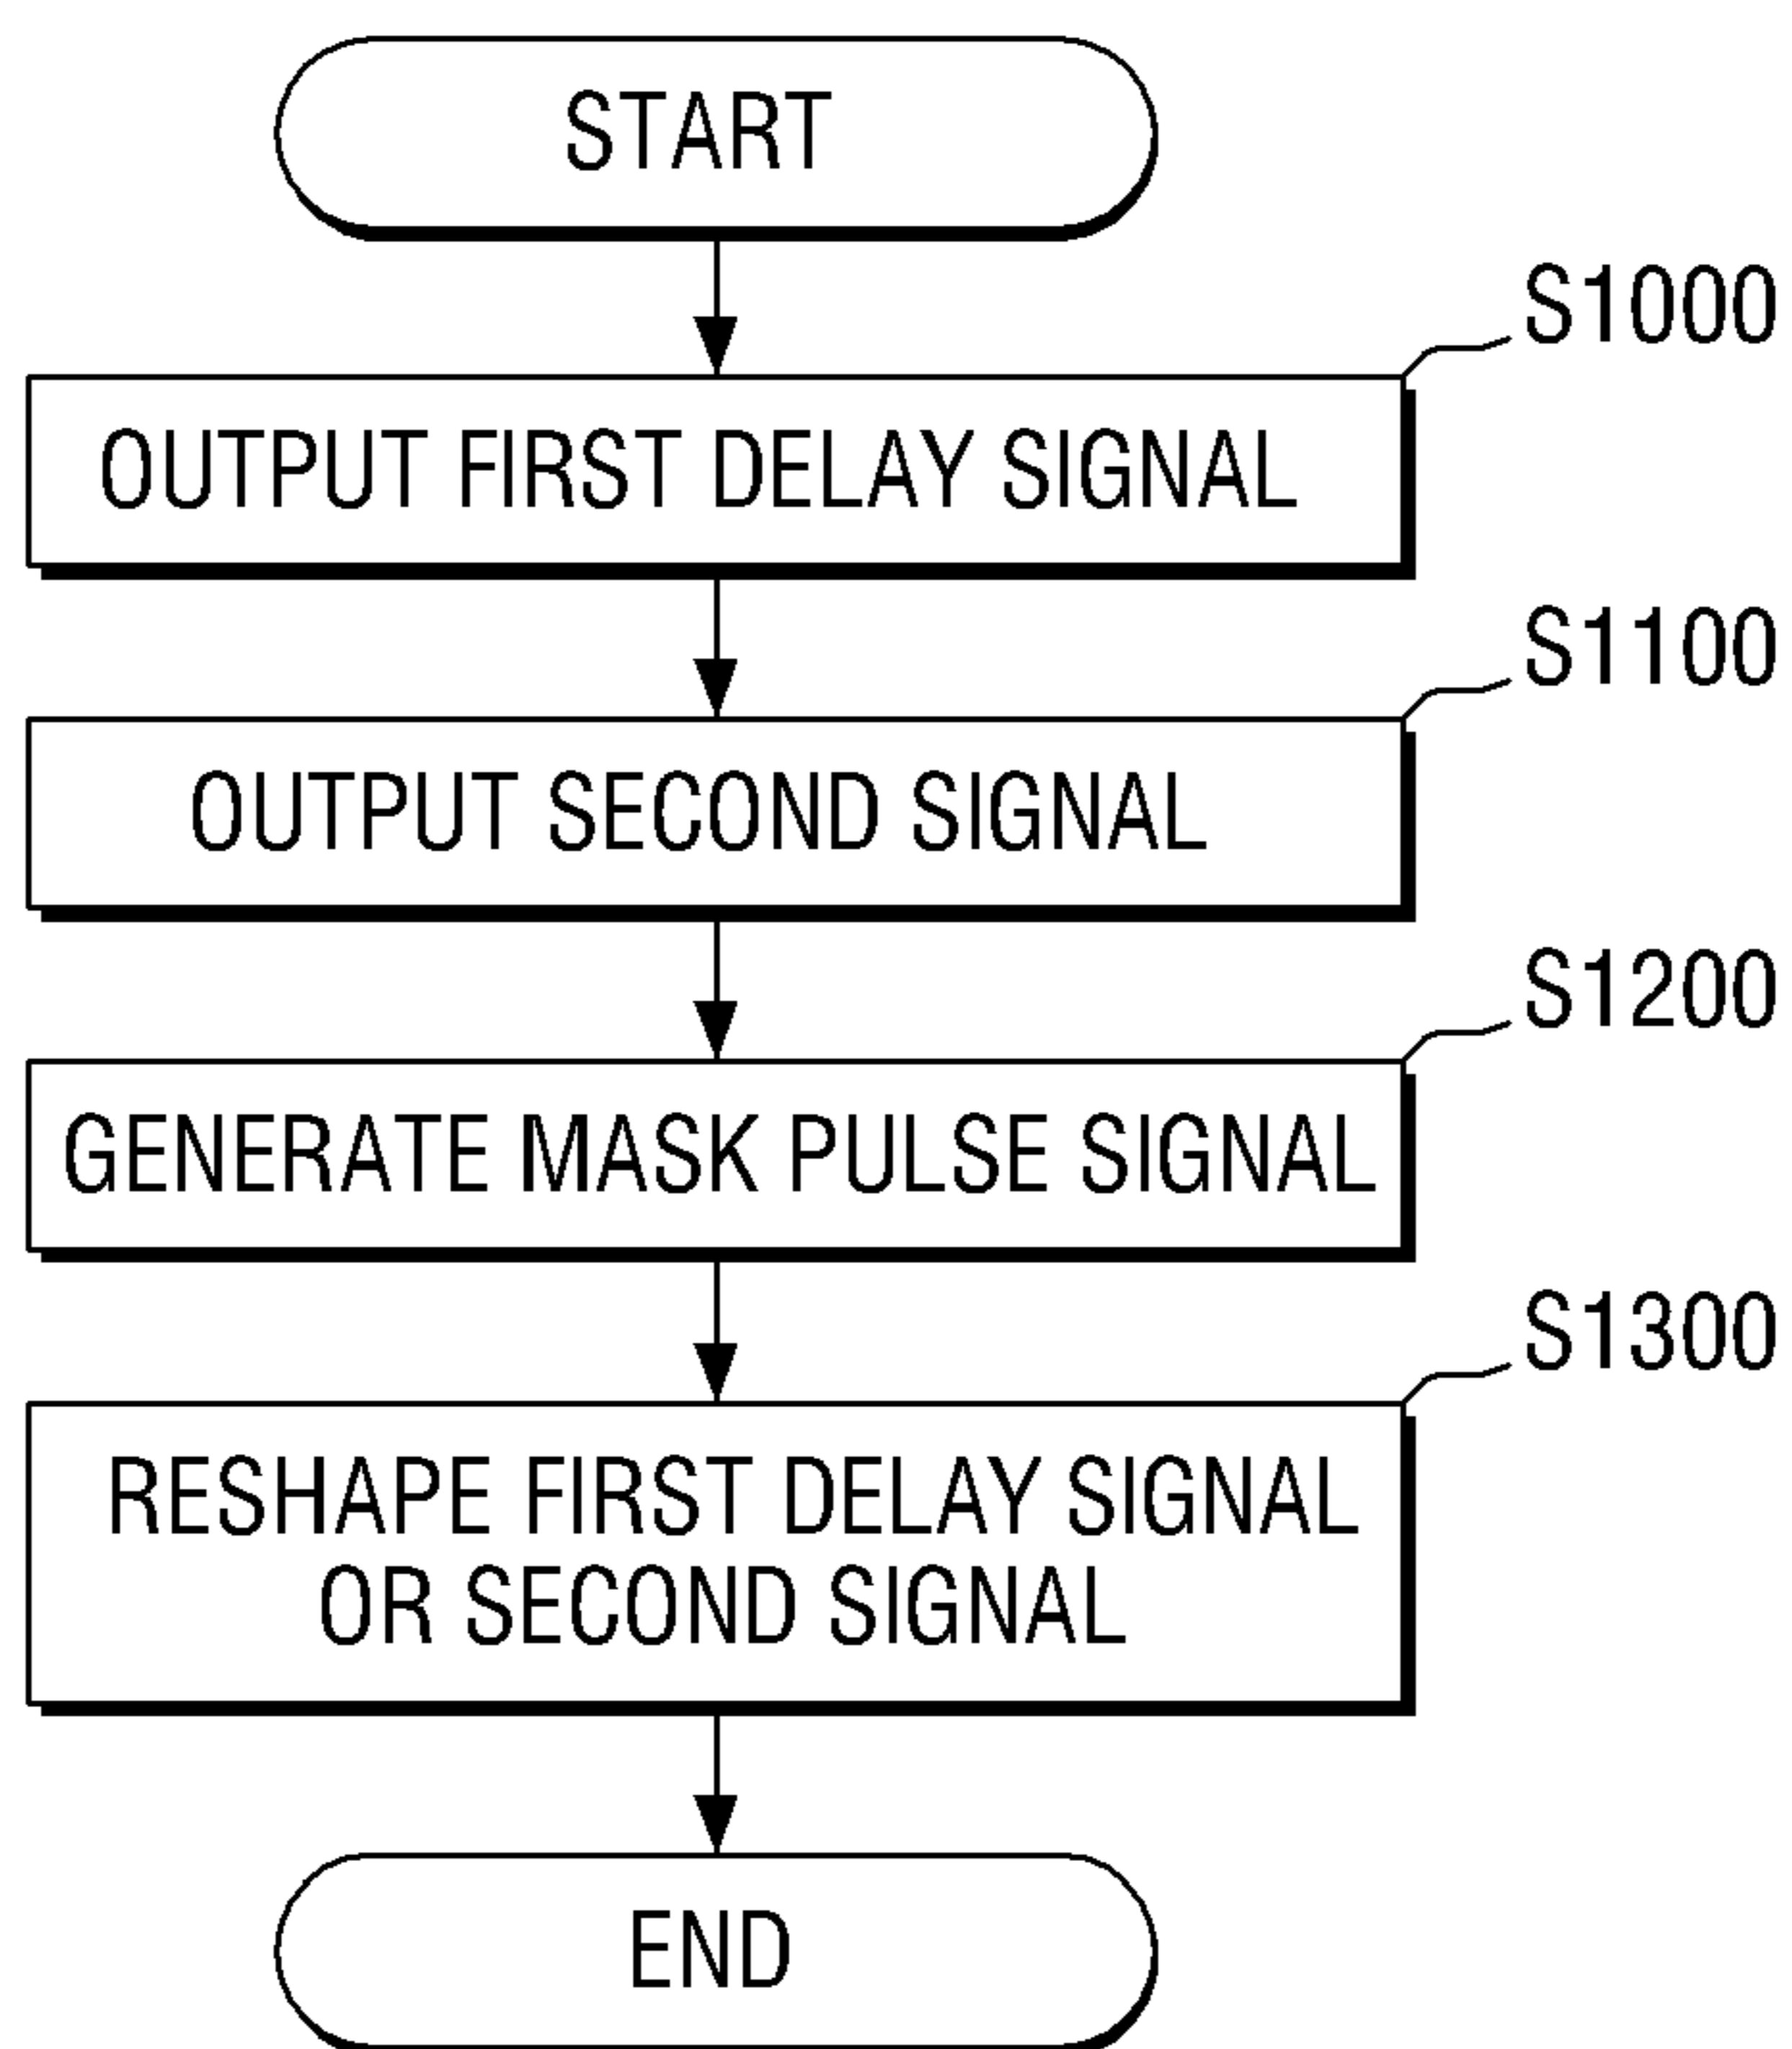 START
S1000
OUTPUT FIRST DELAY SIGNAL
S1100
OUTPUT SECOND SIGNAL
S1200
GENERATE MASK PULSE SIGNAL
S1300
RESHAPE FIRST DELAY SIGNAL
OR SECOND SIGNAL
END